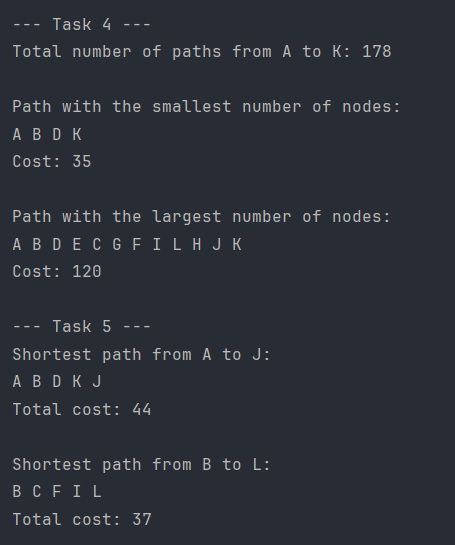 --- Task 4 ---
Total number of paths from A to K: 178
Path with the smallest number of nodes:
A B D K
Cost: 35
Path with the largest number of nodes:
A B D E C G F I L H J K
Cost: 120
--- Task 5 ---
Shortest path from A to J:
A B D K J
Total cost: 44
Shortest path from B to L:
B C F I L
Total cost: 37